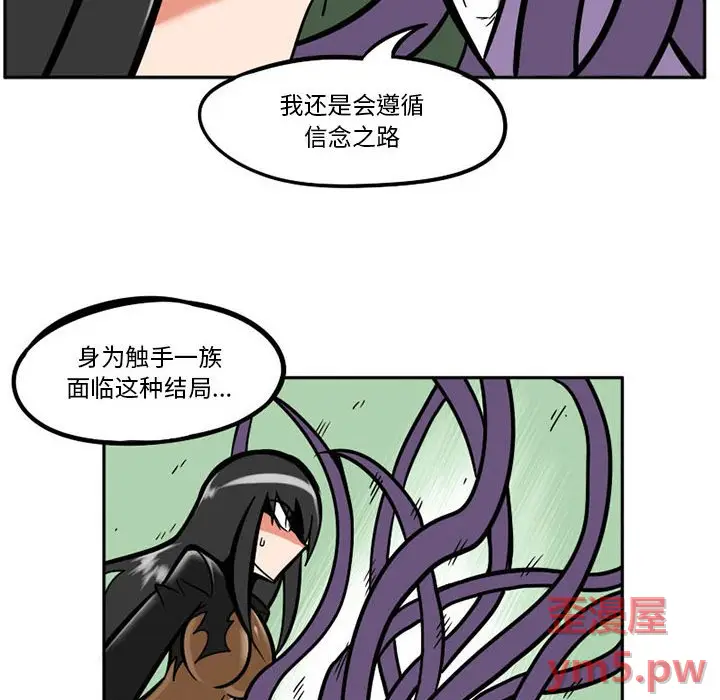 我还是会遵循
信念之路
身为触手一族
面临这种结局...
歪漫屋
ym5.pw